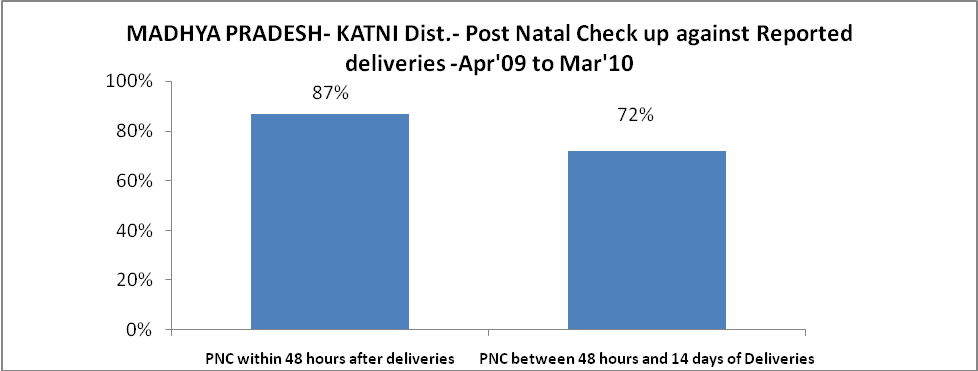 MADHYA PRADESH- KATNI Dist.- Post Natal Check up against Reported
deliveries -Apr'09 to Mar'10
100%
80%
60%
40%
20%
0%
87%
72%
PNC within 48 hours after deliveries
PNC between 48 hours and 14 days of Deliveries